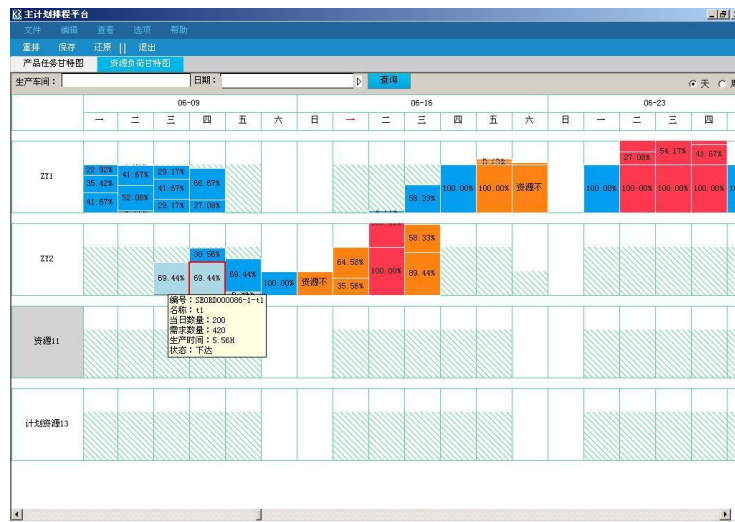 主计划排程平台
文件 编辑 查看 选项 帮助
重排 保存 还原 || 退出
产品任务甘特图 资源负荷甘特图
生产车间： 日期： 查询 天
06-09 06-16 06-23
一 二 三 四 五 六 日 一 二 三 四 五 六 日 一 二 三 四
27.08% 54.17% 41.67%
ZY1 22.92% 41.67% 29.17% 66.67%
35.42% 41.67% 100.00% 100.00% 资源不 100.00% 100.00% 100.00% 100.00%
41.67% 52.08% 29.17% 27.08% 58.33%
58.33%
ZY2 30.56% 64.58%
69.44% 69.44% 69.44% 100.00% 资源不 35.56% 100.00% 89.44%
编号：SEORD000086-1-t1
名称：t1
当日数量：200
需求数量：420
生产时间：5.56H
状态：下达
资源11
计划资源13